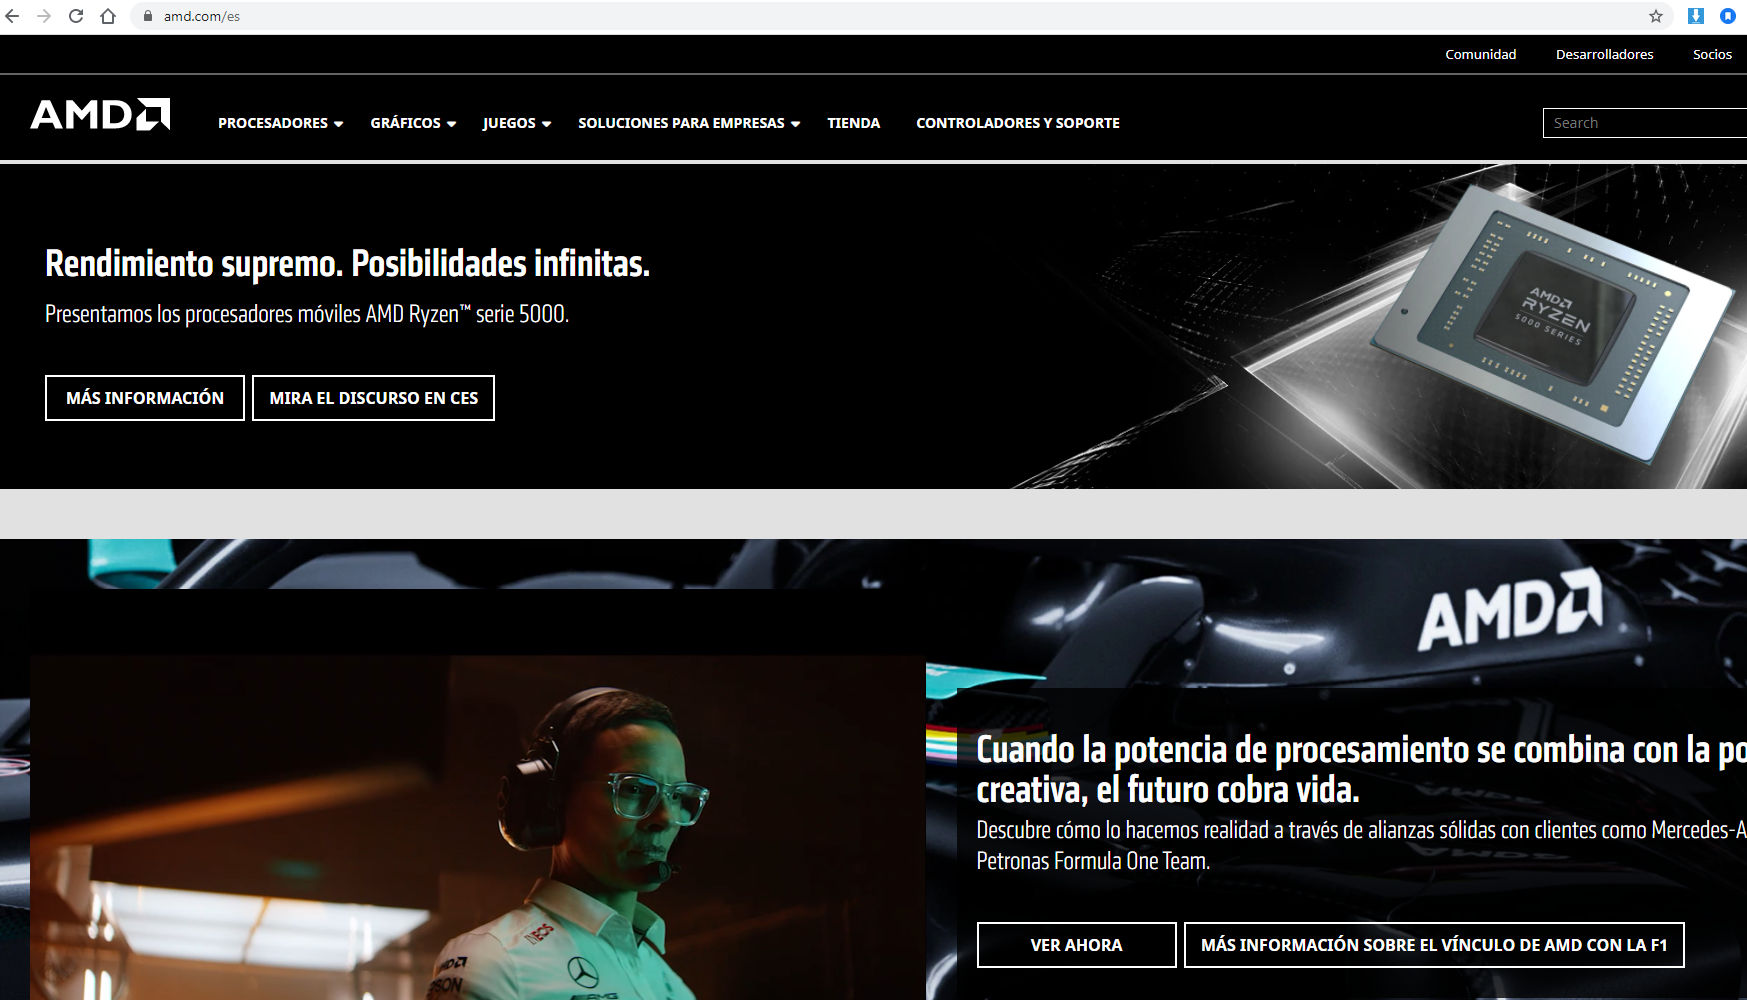 amd.com/es
Comunidad Desarrolladores Socios
AMD PROCESADORES GRÁFICOS JUEGOS SOLUCIONES PARA EMPRESAS TIENDA CONTROLADORES Y SOPORTE Search
Rendimiento supremo. Posibilidades infinitas.
Presentamos los procesadores móviles AMD Ryzen™ serie 5000.
MÁS INFORMACIÓN MIRA EL DISCURSO EN CES
AMD
RYZEN
5000 SERIES
AMD
Cuando la potencia de procesamiento se combina con la po
creativa, el futuro cobra vida.
Descubre cómo lo hacemos realidad a través de alianzas sólidas con clientes como Mercedes-A
Petronas Formula One Team.
VER AHORA MÁS INFORMACIÓN SOBRE EL VÍNCULO DE AMD CON LA F1
INEOS
AMD
SON
AMG